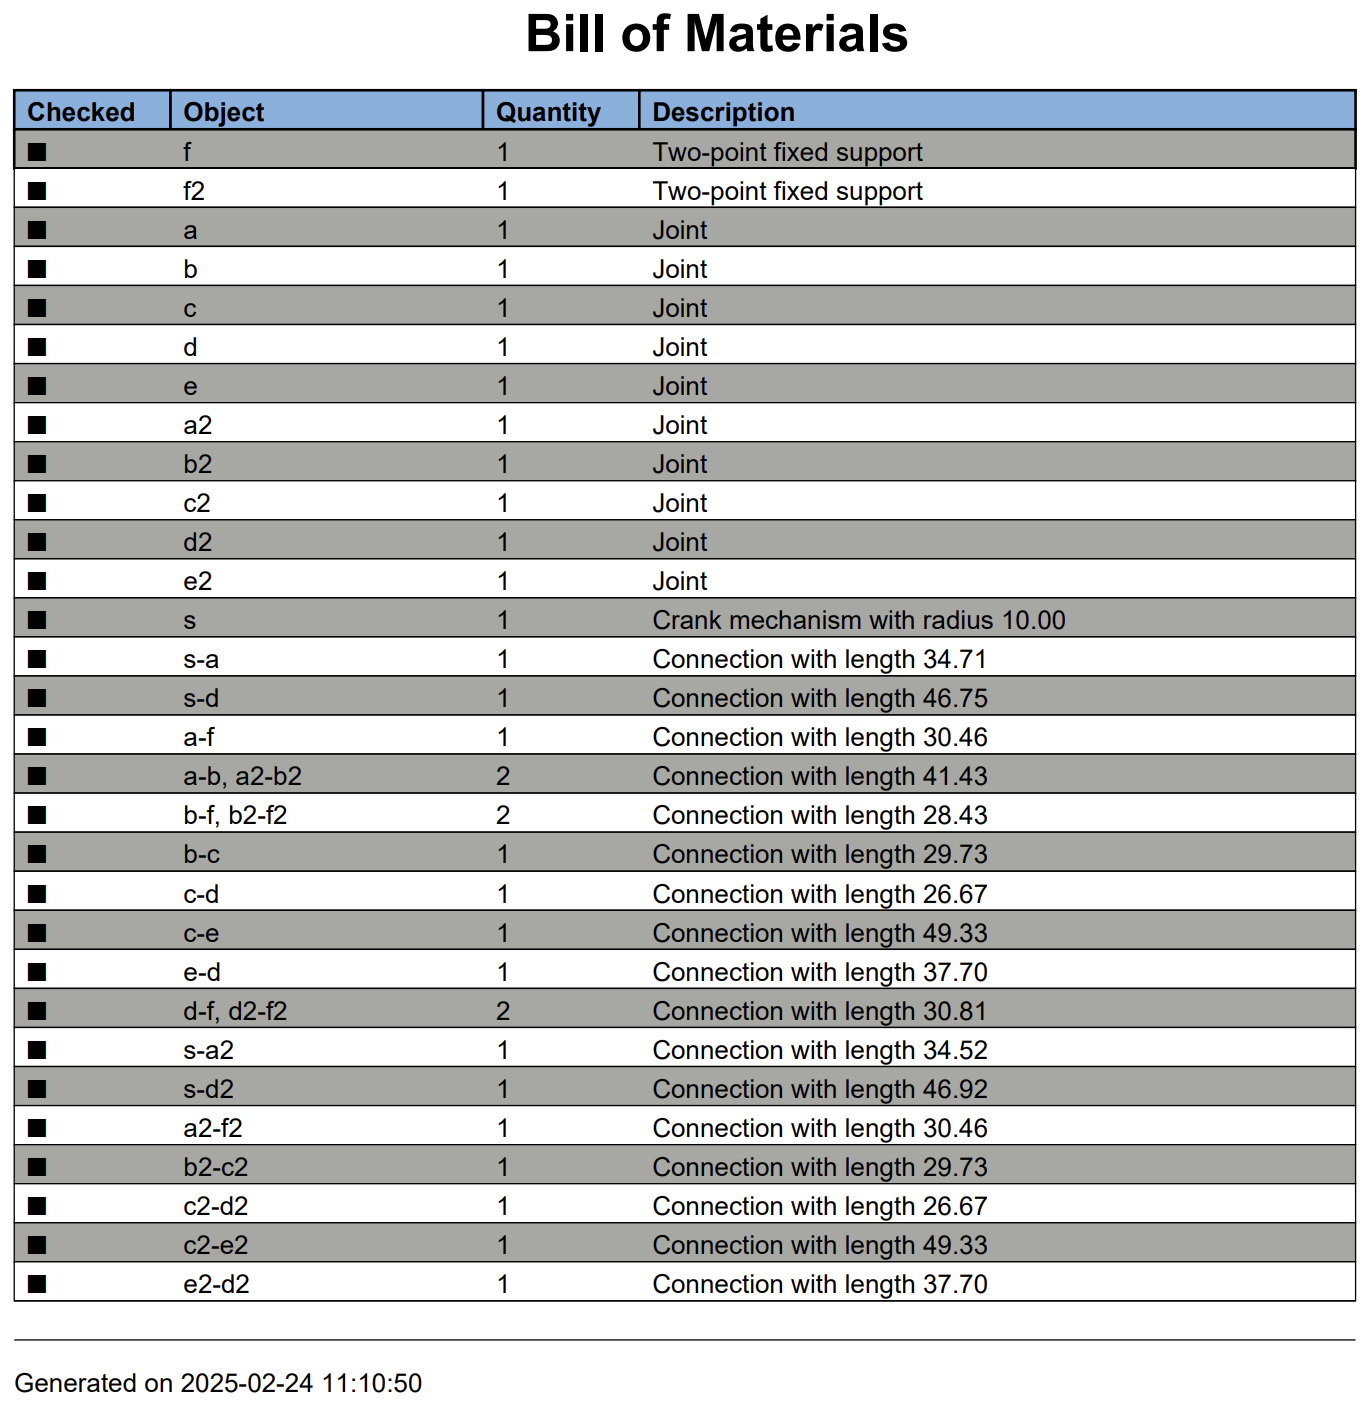 Bill of Materials
Checked Object Quantity Description
■ f 1 Two-point fixed support
■ f2 1 Two-point fixed support
■ a 1 Joint
■ b 1 Joint
■ c 1 Joint
■ d 1 Joint
■ e 1 Joint
■ a2 1 Joint
■ b2 1 Joint
■ c2 1 Joint
■ d2 1 Joint
■ e2 1 Joint
■ s 1 Crank mechanism with radius 10.00
■ s-a 1 Connection with length 34.71
■ s-d 1 Connection with length 46.75
■ a-f 1 Connection with length 30.46
■ a-b, a2-b2 2 Connection with length 41.43
■ b-f, b2-f2 2 Connection with length 28.43
■ b-c 1 Connection with length 29.73
■ c-d 1 Connection with length 26.67
■ c-e 1 Connection with length 49.33
■ e-d 1 Connection with length 37.70
■ d-f, d2-f2 2 Connection with length 30.81
■ s-a2 1 Connection with length 34.52
■ s-d2 1 Connection with length 46.92
■ a2-f2 1 Connection with length 30.46
■ b2-c2 1 Connection with length 29.73
■ c2-d2 1 Connection with length 26.67
■ c2-e2 1 Connection with length 49.33
■ e2-d2 1 Connection with length 37.70
Generated on 2025-02-24 11:10:50